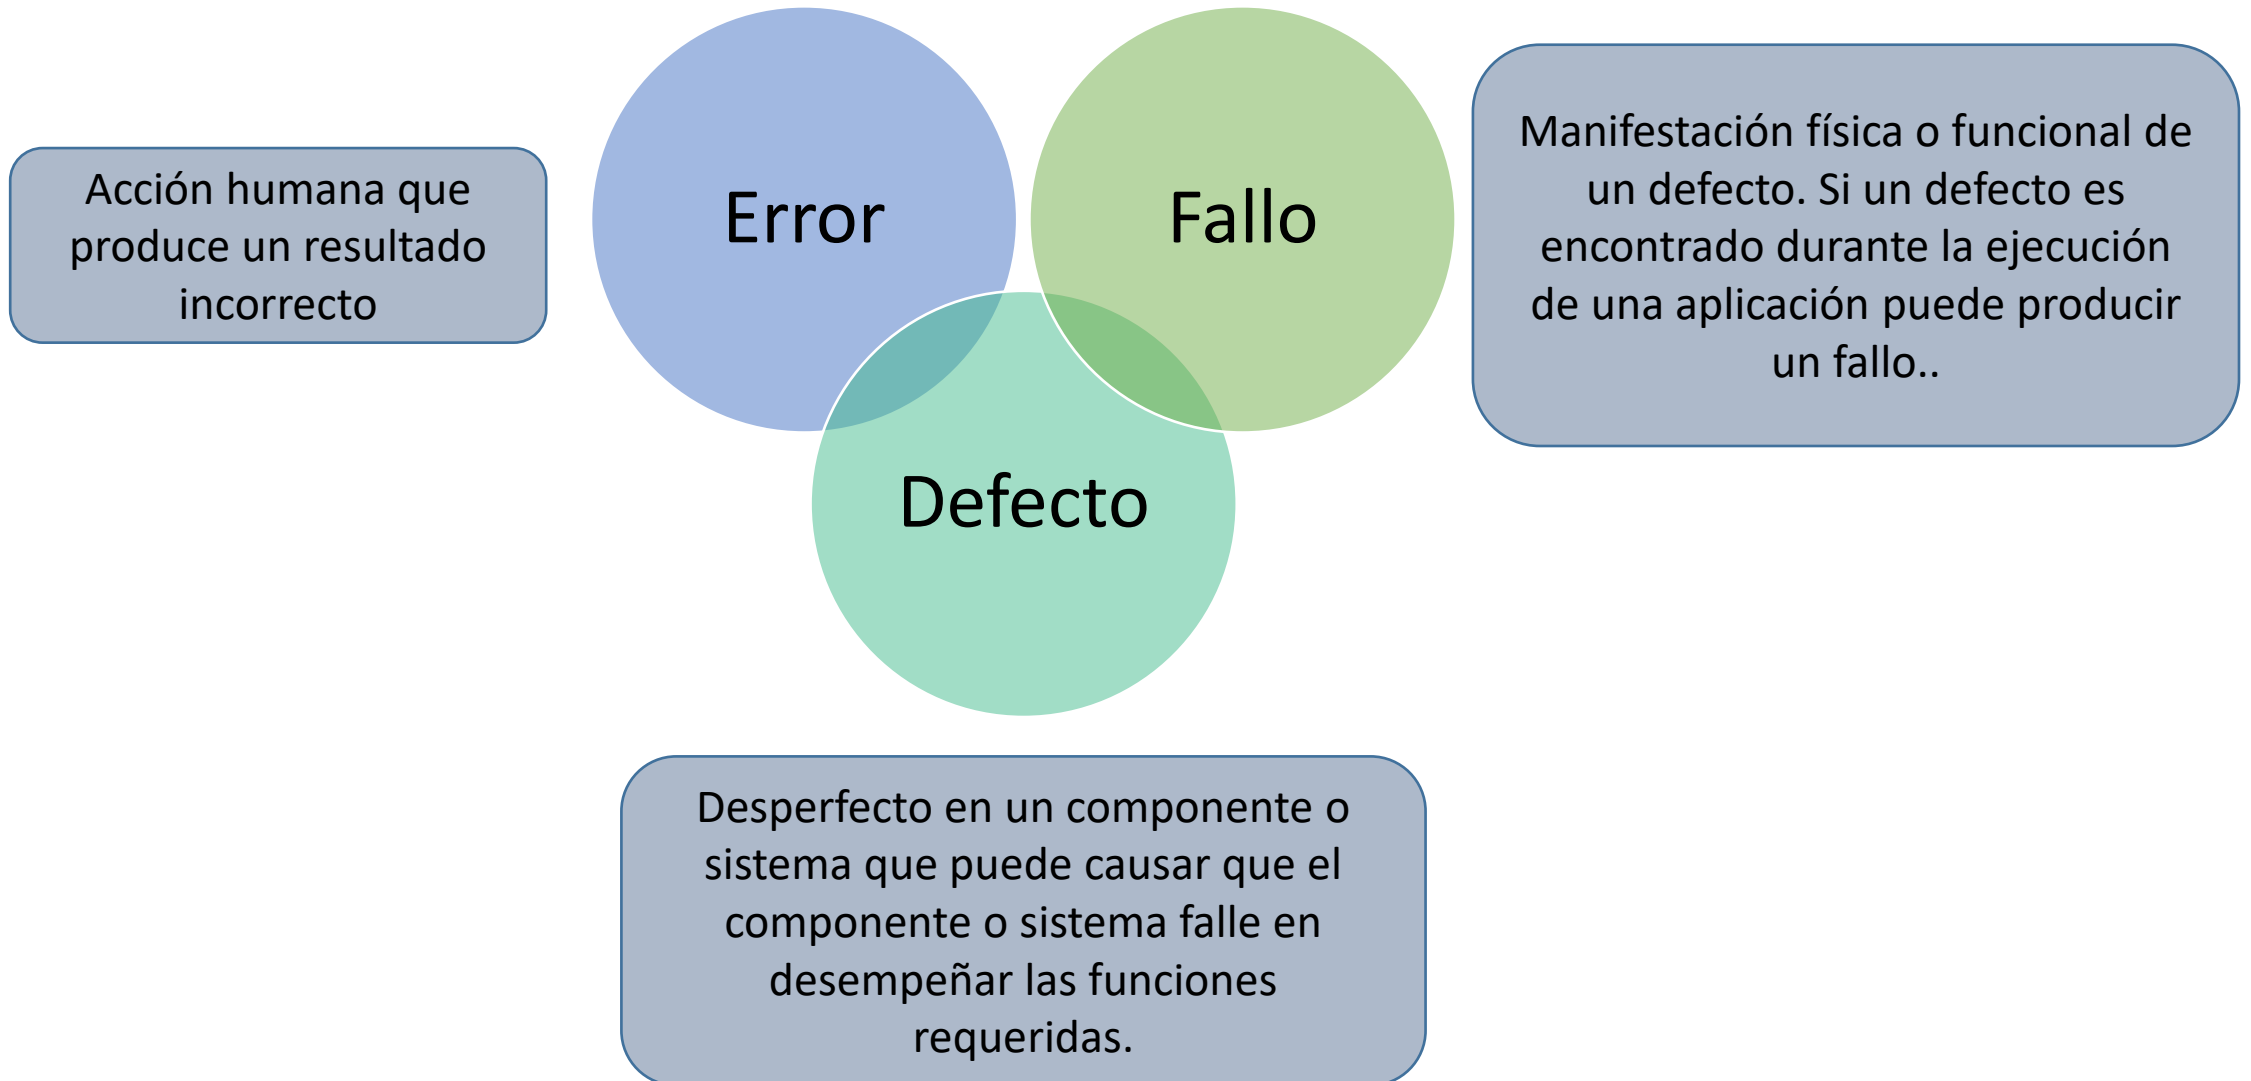 Acción humana que
produce un resultado
incorrecto
Error
Fallo
Manifestación física o funcional de
un defecto. Si un defecto es
encontrado durante la ejecución
de una aplicación puede producir
un fallo..
Defecto
Desperfecto en un componente o
sistema que puede causar que el
componente o sistema falle en
desempeñar las funciones
requeridas.